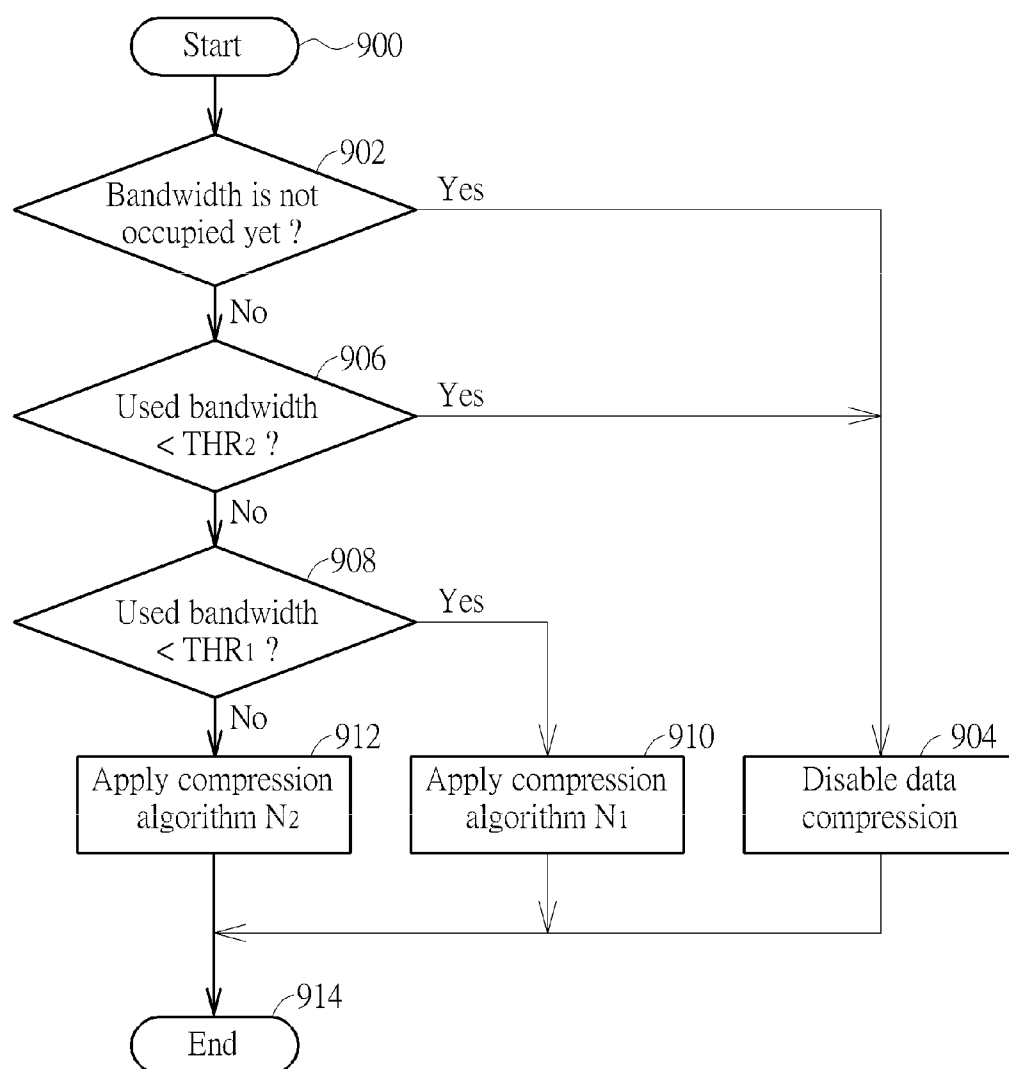 Start
900
902
Bandwidth is not
occupied yet ?
Yes
No
906
Used bandwidth
< THR2 ?
Yes
No
908
Used bandwidth
< THR1 ?
Yes
No
912
Apply compression
algorithm N2
910
Apply compression
algorithm N1
904
Disable data
compression
914
End